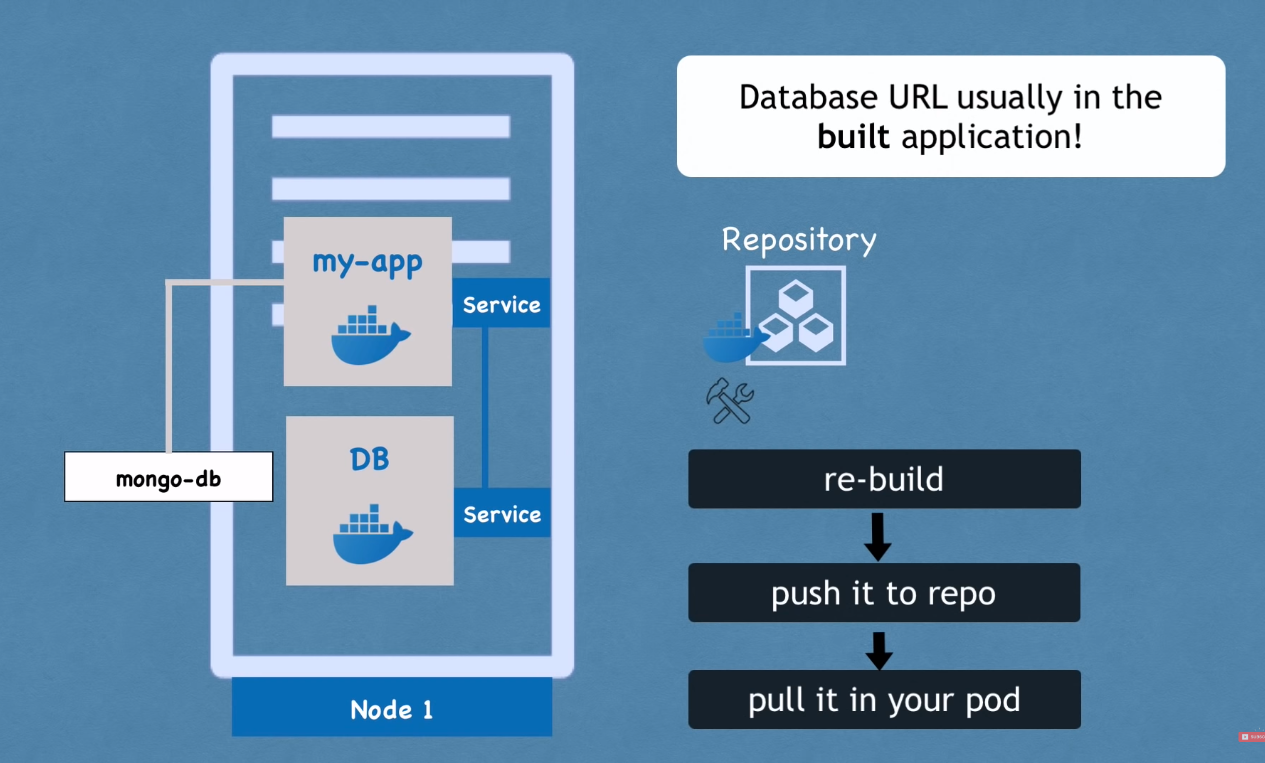 Database URL usually in the
built application!
Repository
my-app
Service
DB
mongo-db
Service
re-build
push it to repo
pull it in your pod
Node 1